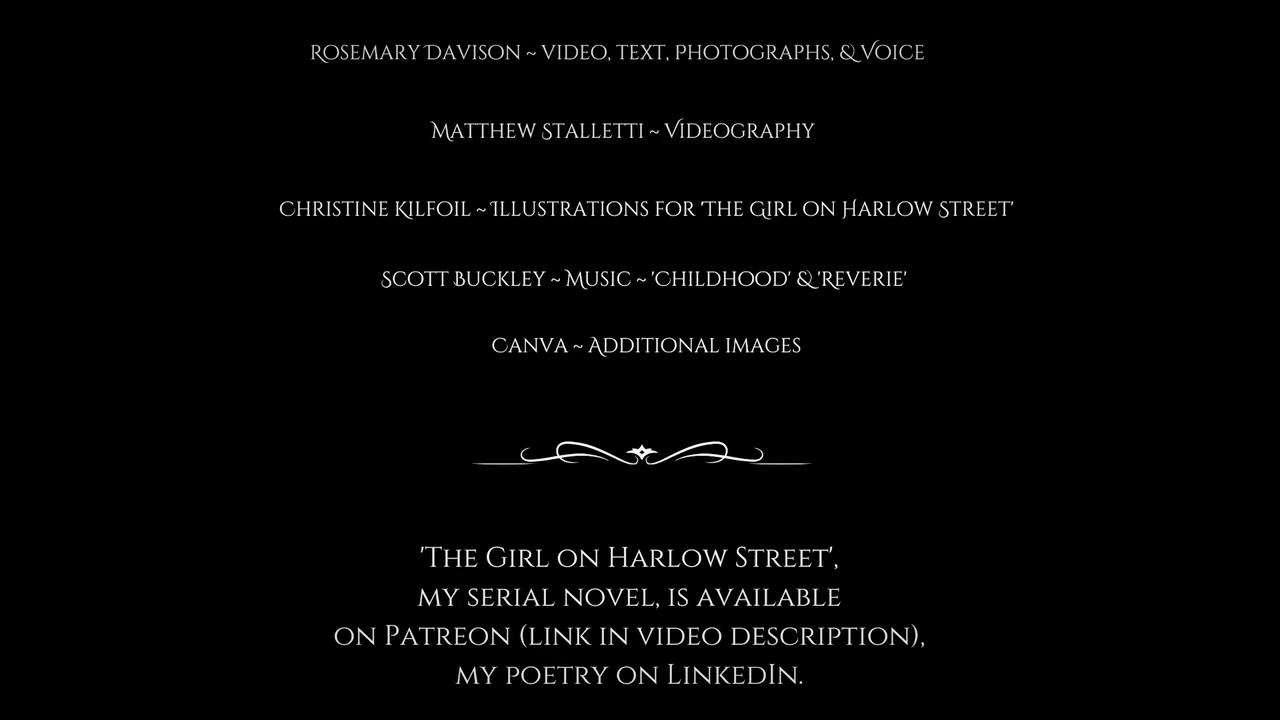 Rosemary Davison ~ video, text, photographs, & Voice
Matthew Stalletti ~ Videography
Christine Kilfoil ~ Illustrations for 'The Girl on Harlow Street'
Scott Buckley ~ Music ~ 'Childhood' & 'Reverie'
Canva ~ Additional images
'The Girl on Harlow Street',
my serial novel, is available
on Patreon (link in video description),
my poetry on LinkedIn.